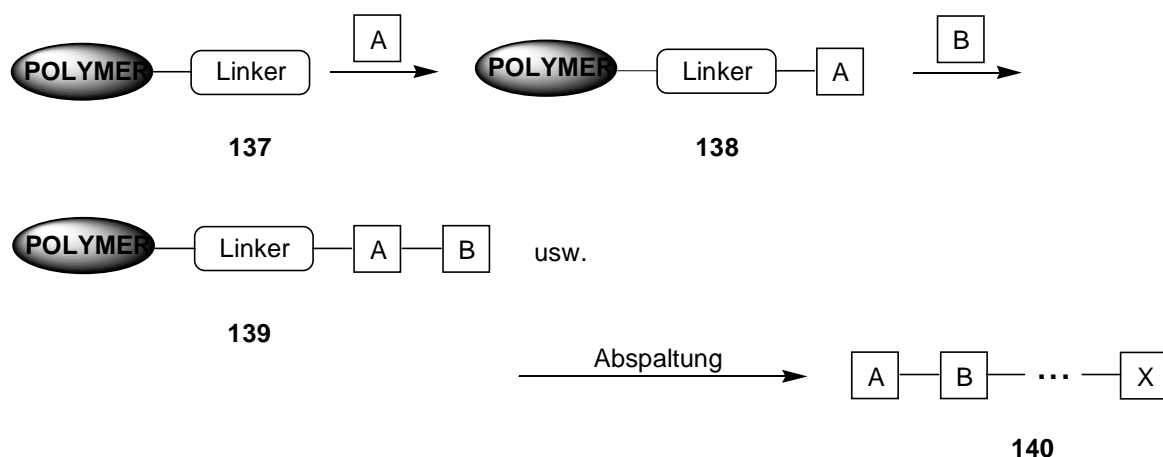 A
B
POLYMER Linker
POLYMER Linker A
137
138
POLYMER Linker A B usw.
139
Abspaltung
A B ... X
140